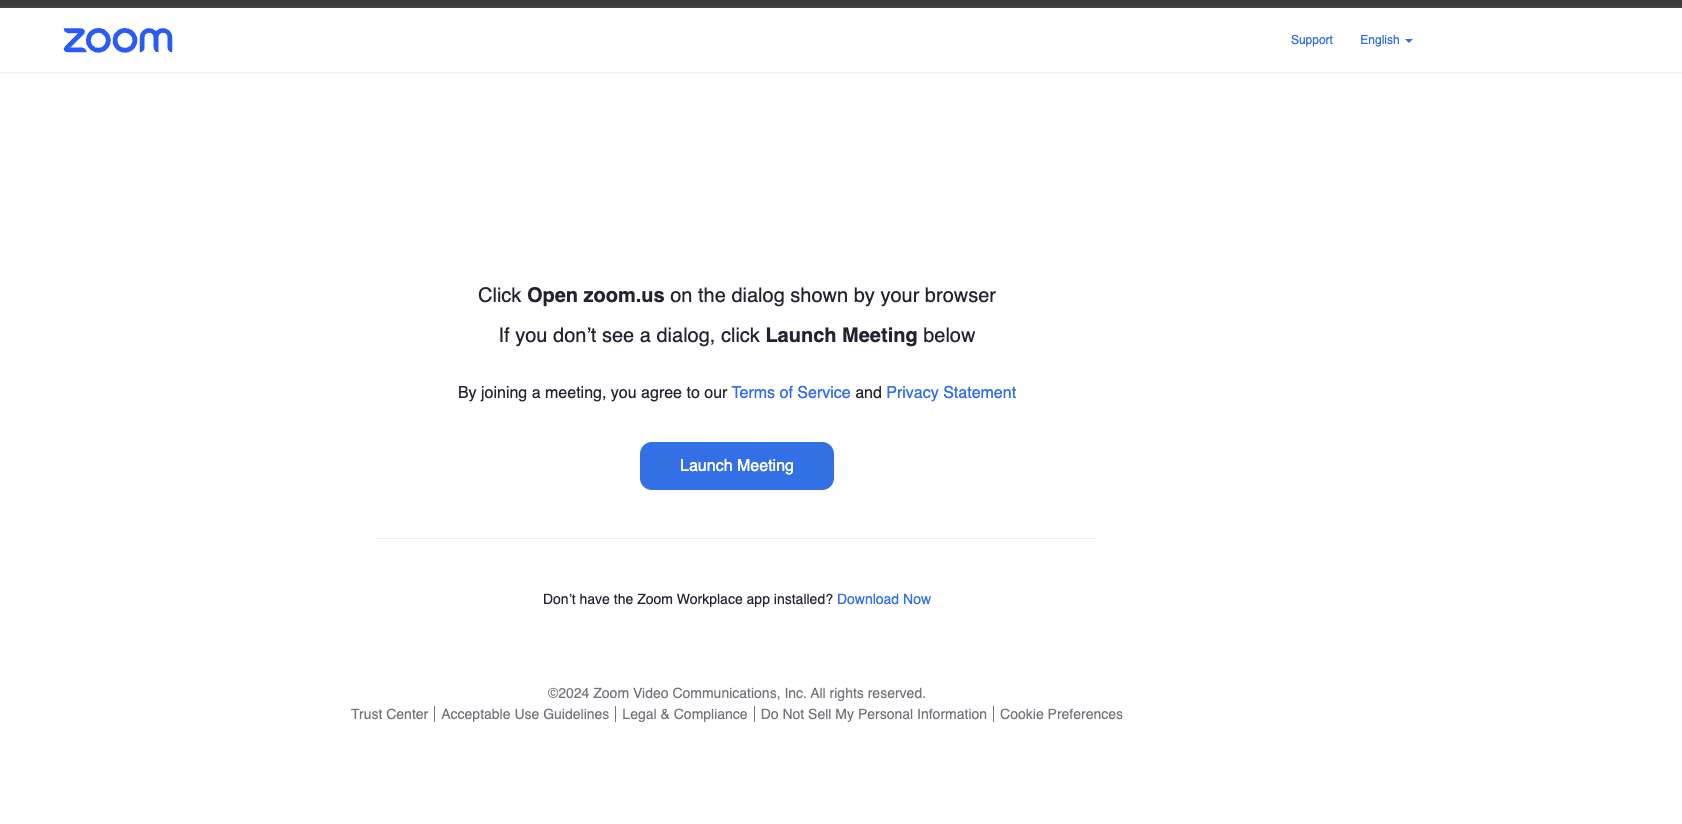 zoom
Support English
Click Open zoom.us on the dialog shown by your browser
If you don’t see a dialog, click Launch Meeting below
By joining a meeting, you agree to our Terms of Service and Privacy Statement
Launch Meeting
Don’t have the Zoom Workplace app installed? Download Now
©2024 Zoom Video Communications, Inc. All rights reserved.
Trust Center | Acceptable Use Guidelines | Legal & Compliance | Do Not Sell My Personal Information | Cookie Preferences